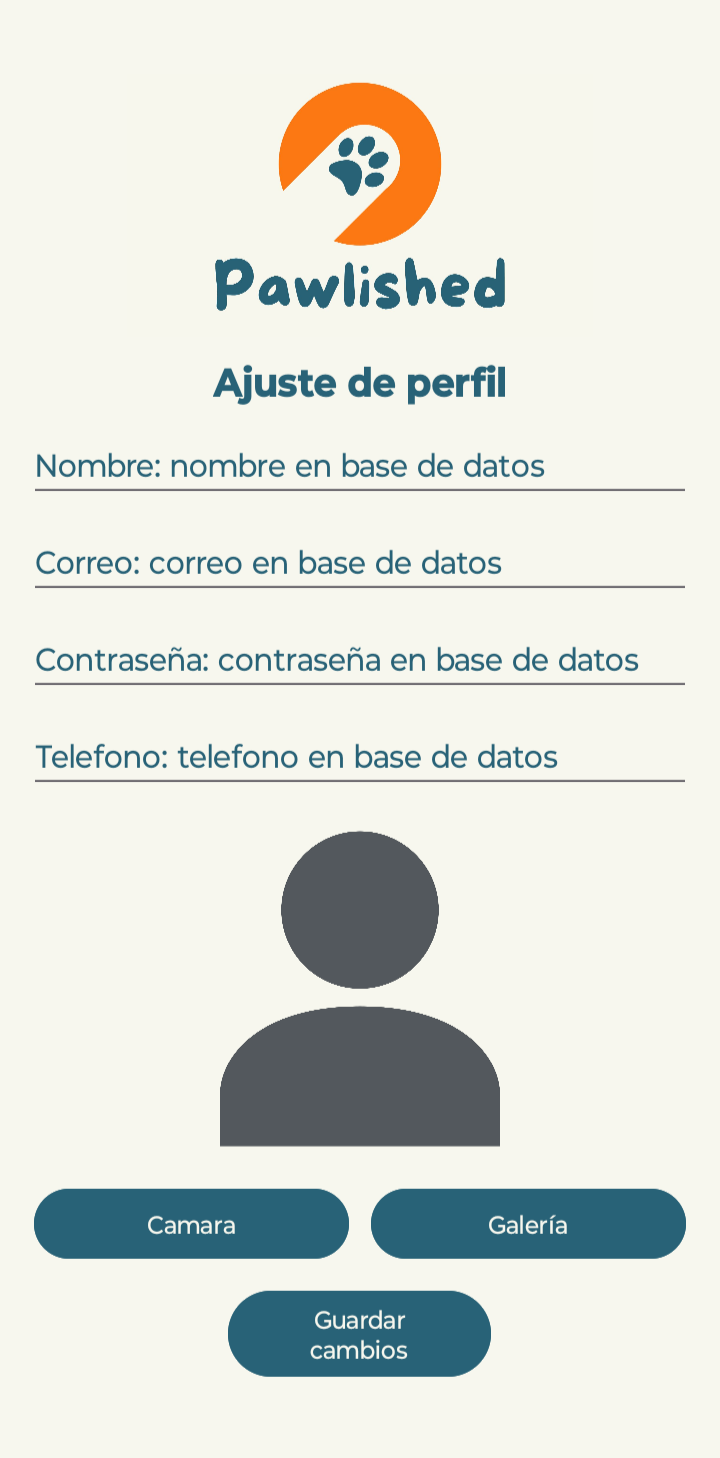 Pawlished
Ajuste de perfil
Nombre: nombre en base de datos
Correo: correo en base de datos
Contraseña: contraseña en base de datos
Telefono: telefono en base de datos
Camara
Galería
Guardar
cambios